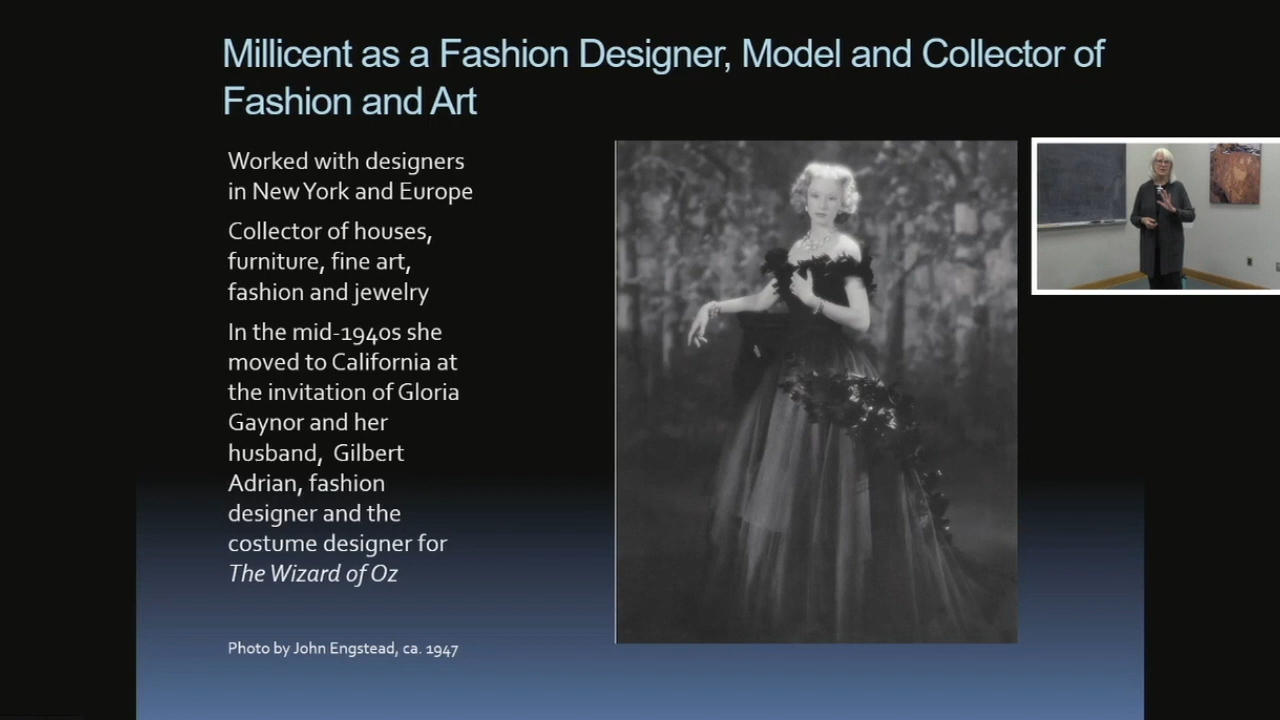 Millicent as a Fashion Designer, Model and Collector of
Fashion and Art
Worked with designers
in New York and Europe
Collector of houses,
furniture, fine art,
fashion and jewelry
In the mid-1940s she
moved to California at
the invitation of Gloria
Gaynor and her
husband,  Gilbert
Adrian, fashion
designer and the
costume designer for
The Wizard of Oz
Photo by John Engstead, ca. 1947